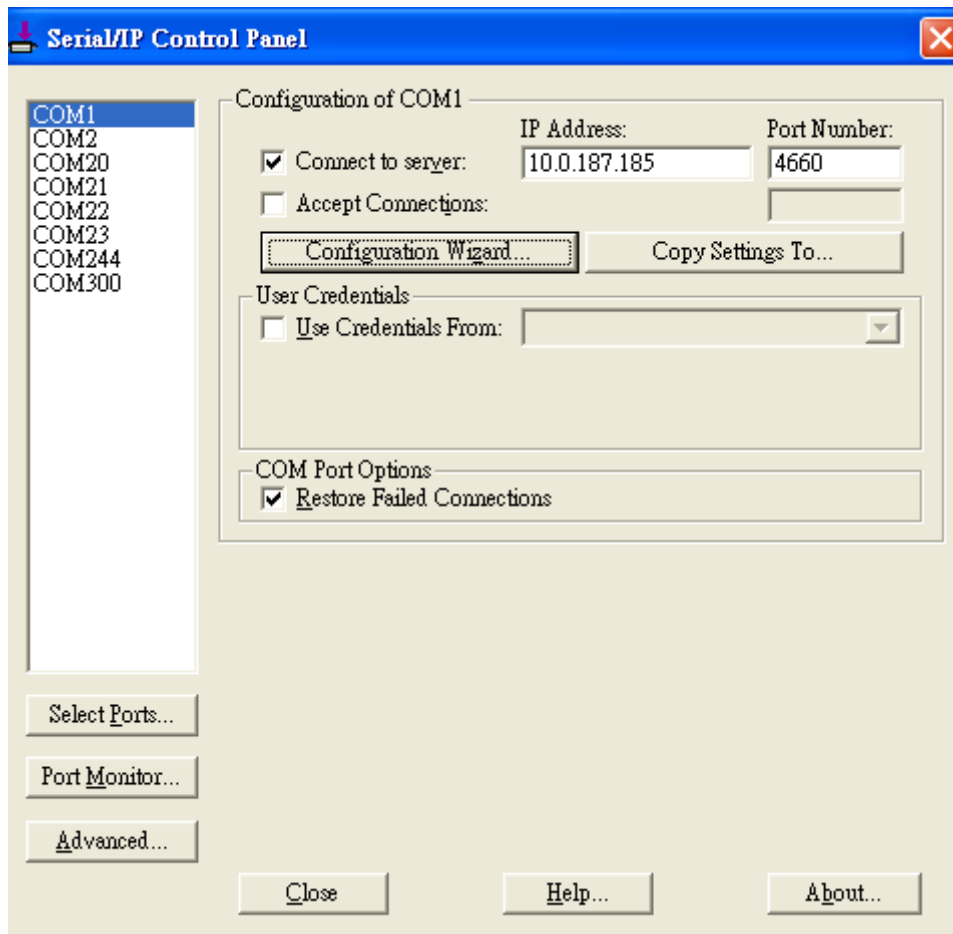 Serial/IP Control Panel
COM1
COM2
COM20
COM21
COM22
COM23
COM244
COM300
Select Ports...
Port Monitor...
Advanced...
Configuration of COM1
IP Address: Port Number:
Connect to server: 10.0.187.185 4660
Accept Connections:
Configuration Wizard... Copy Settings To...
User Credentials
Use Credentials From:
COM Port Options
Restore Failed Connections
Close Help... About...